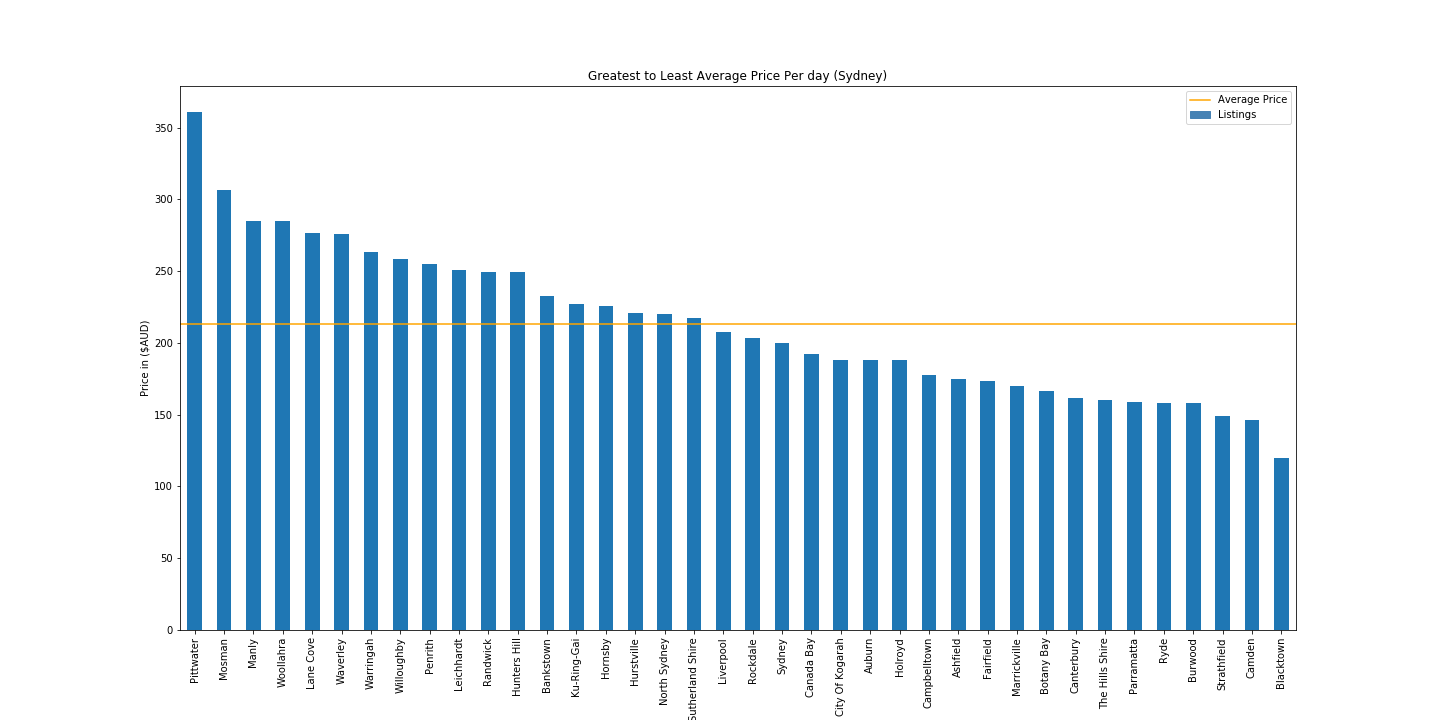 Greatest to Least Average Price Per day (Sydney)
Average Price
Listings
Price in ($AUD)
350
300
250
200
150
100
50
0
Pittwater
Mosman
Manly
Woollahra
Lane Cove
Waverley
Warringah
Willoughby
Penrith
Leichhardt
Randwick
Hunters Hill
Bankstown
Ku-Ring-Gai
Hornsby
Hurstville
North Sydney
Sutherland Shire
Liverpool
Rockdale
Sydney
Canada Bay
City Of Kogarah
Auburn
Holroyd
Campbelltown
Ashfield
Fairfield
Marrickville
Botany Bay
Canterbury
The Hills Shire
Parramatta
Ryde
Burwood
Strathfield
Camden
Blacktown